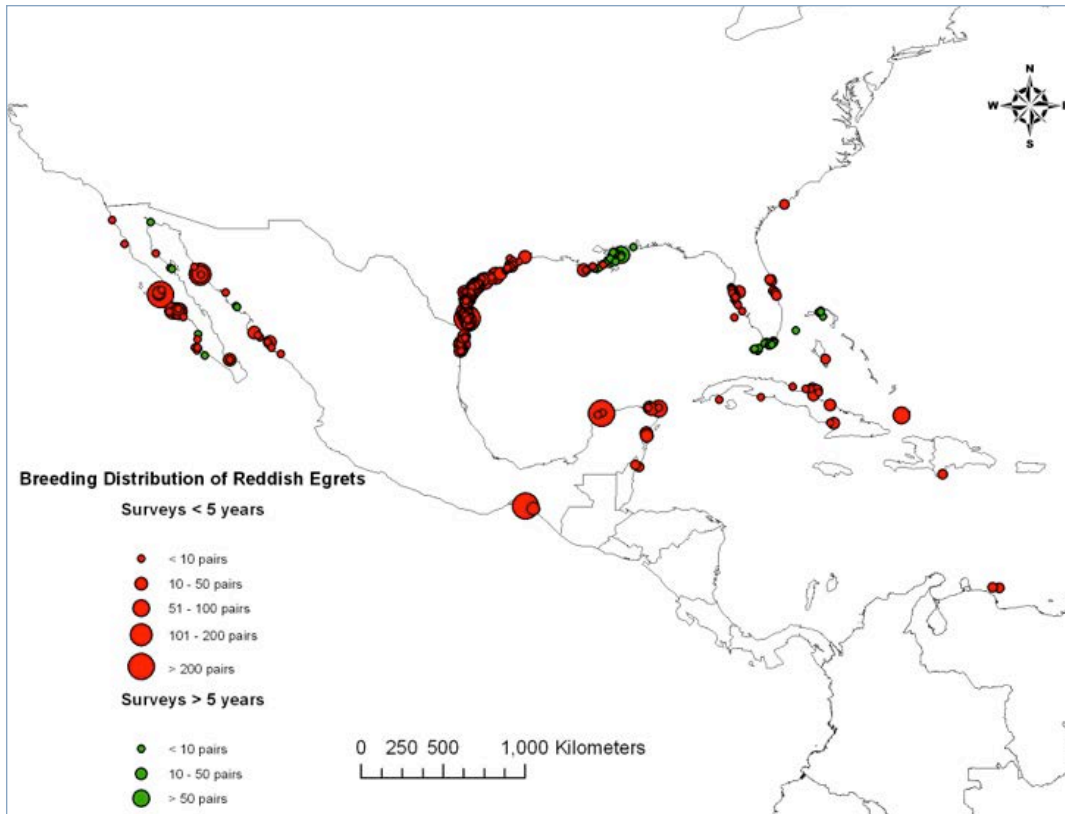 N
W E
S
Breeding Distribution of Reddish Egrets
Surveys < 5 years
< 10 pairs
10 - 50 pairs
51 - 100 pairs
101 - 200 pairs
> 200 pairs
Surveys > 5 years
< 10 pairs
10 - 50 pairs
> 50 pairs
0 250 500 1,000 Kilometers